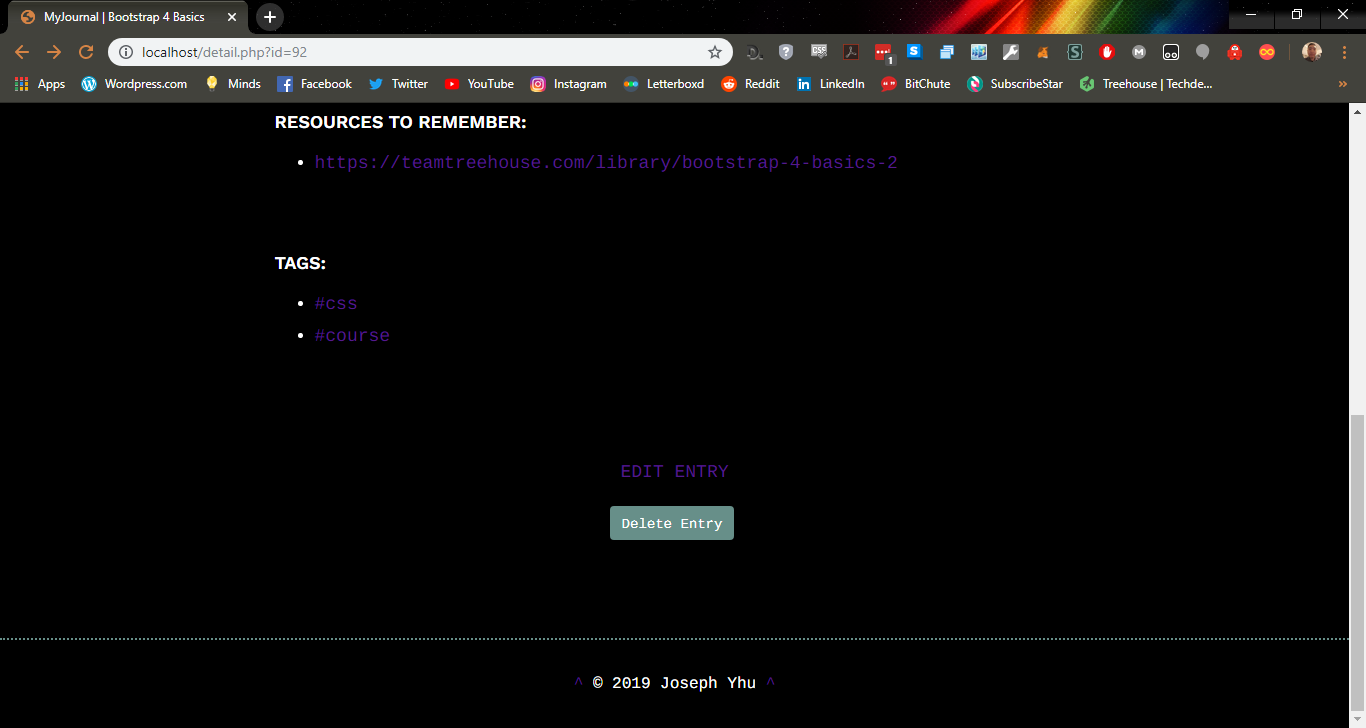 MyJournal | Bootstrap 4 Basics
localhost/detail.php?id=92
1
Apps Wordpress.com Minds Facebook Twitter YouTube Instagram Letterboxd Reddit LinkedIn BitChute SubscribeStar Treehouse | Techde...
RESOURCES TO REMEMBER:
https://teamtreehouse.com/library/bootstrap-4-basics-2
TAGS:
#css
#course
EDIT ENTRY
Delete Entry
^ © 2019 Joseph Yhu ^